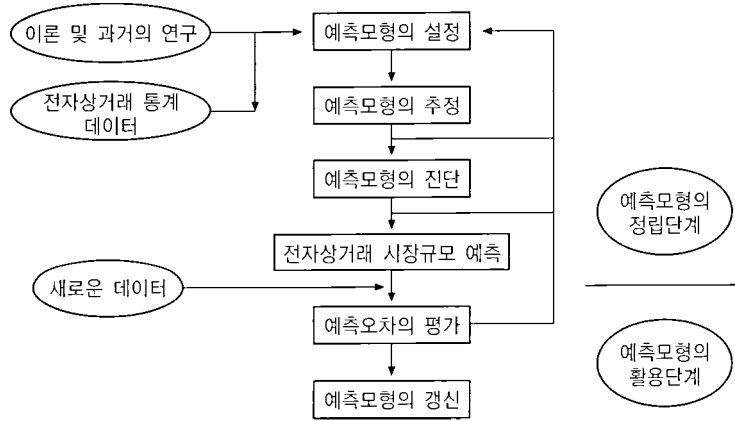 이론 및 과거의 연구
예측모형의 설정
전자상거래 통계
데이터
예측모형의 추정
예측모형의 진단
예측모형의
정립단계
전자상거래 시장규모 예측
새로운 데이터
예측오차의 평가
예측모형의
활용단계
예측모형의 갱신